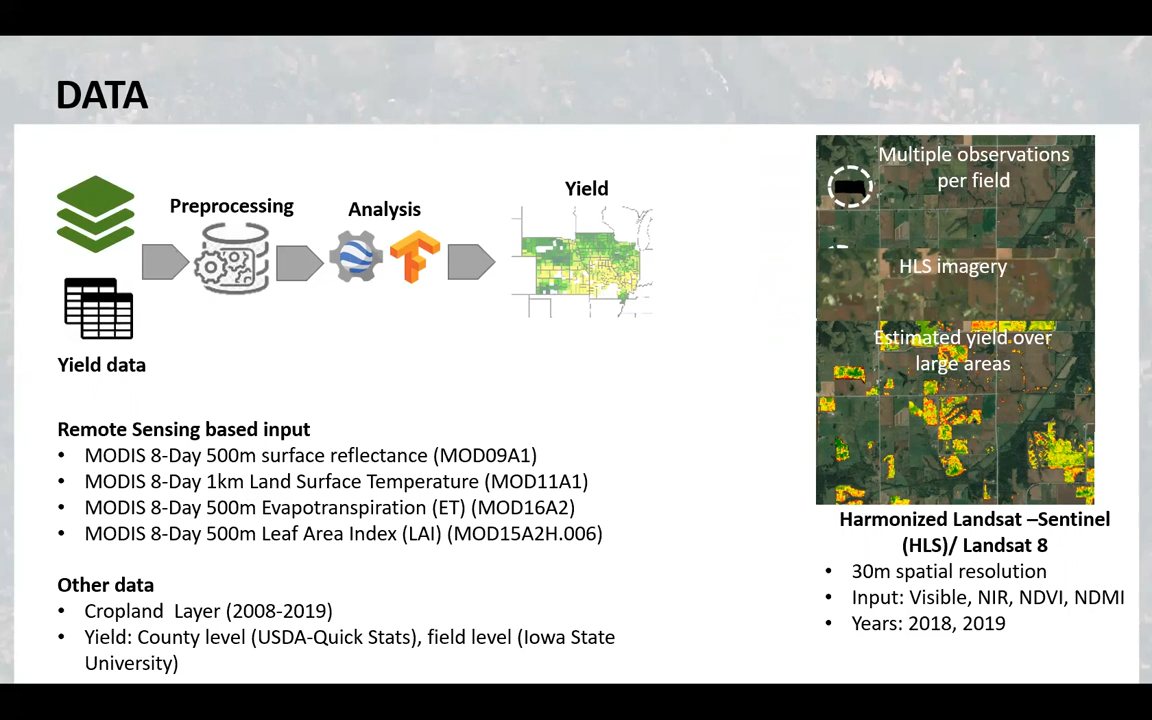 DATA
Preprocessing
Analysis
Yield
Yield data
Remote Sensing based input
• MODIS 8-Day 500m surface reflectance (MOD09A1)
• MODIS 8-Day 1km Land Surface Temperature (MOD11A1)
• MODIS 8-Day 500m Evapotranspiration (ET) (MOD16A2)
• MODIS 8-Day 500m Leaf Area Index (LAI) (MOD15A2H.006)
Other data
• Cropland Layer (2008-2019)
• Yield: County level (USDA-Quick Stats), field level (Iowa State
University)
Multiple observations
per field
HLS imagery
Estimated yield over
large areas
Harmonized Landsat –Sentinel
(HLS)/ Landsat 8
• 30m spatial resolution
• Input: Visible, NIR, NDVI, NDMI
• Years: 2018, 2019